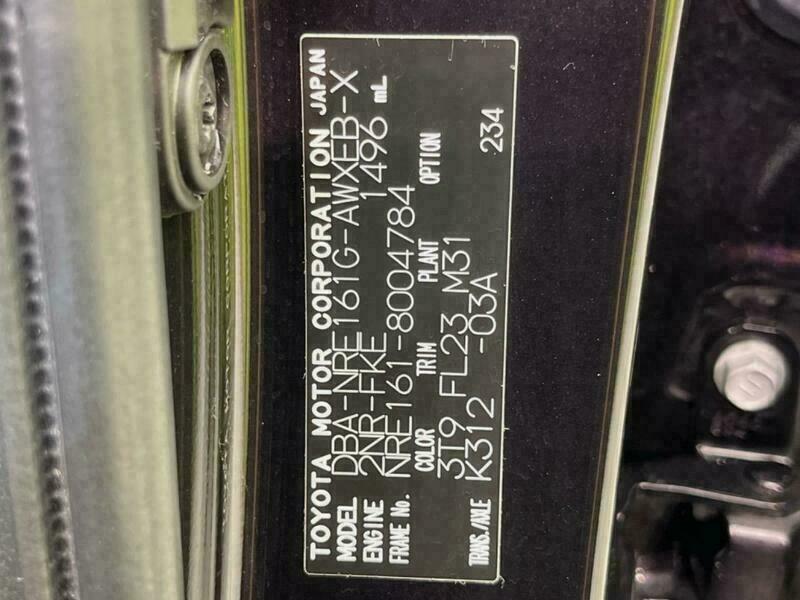 TOYOTA MOTOR CORPORATION JAPAN
MODEL DBA-NRE161G-AWXEB-X
ENGINE 2NR-FKE 1496 mL
FRAME No. NRE161-8004784
COLOR TRIM PLANT OPTION
3T9 FL23 M31
TRANS./AXLE K312 -03A 234